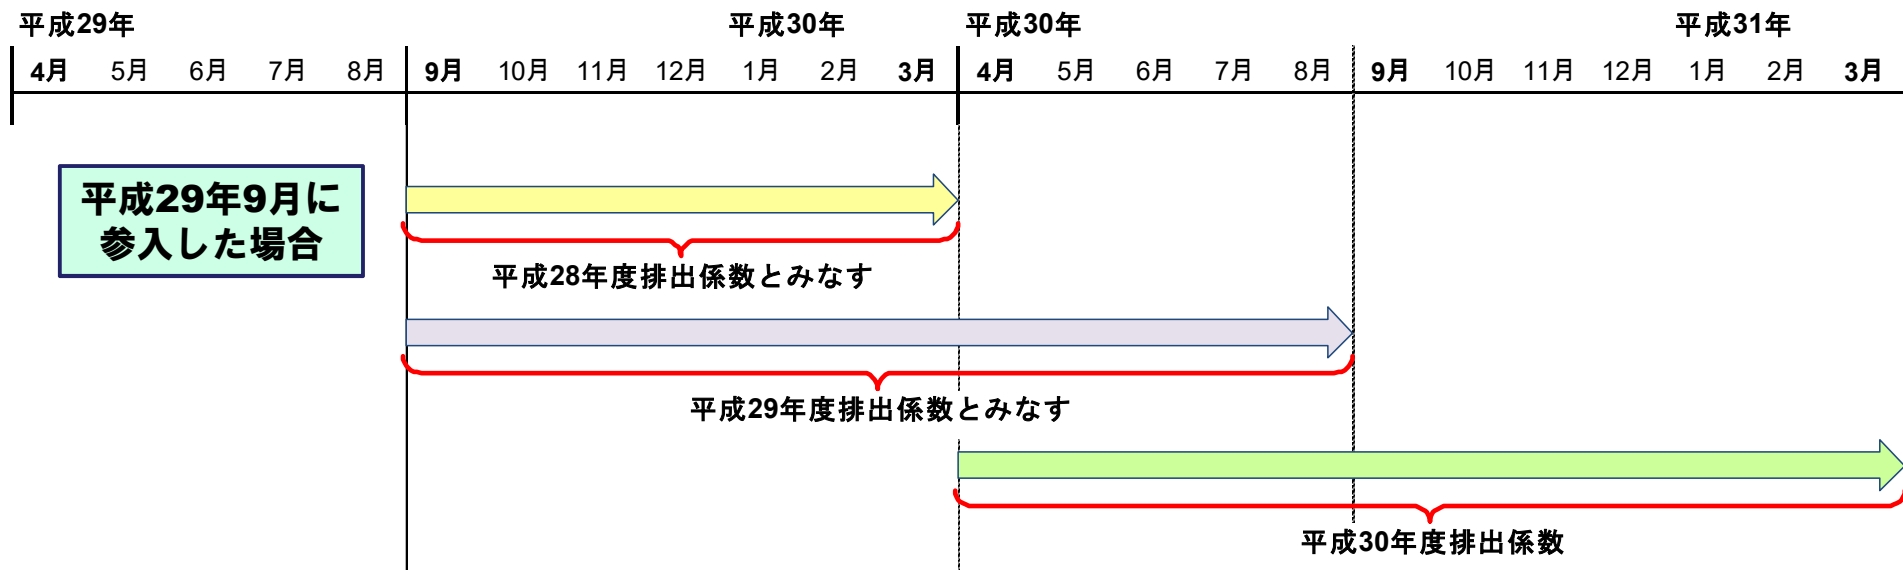 平成29年 平成30年 平成30年 平成31年
4月 5月 6月 7月 8月 9月 10月 11月 12月 1月 2月 3月 4月 5月 6月 7月 8月 9月 10月 11月 12月 1月 2月 3月
平成29年9月に
参入した場合
平成28年度排出係数とみなす
平成29年度排出係数とみなす
平成30年度排出係数